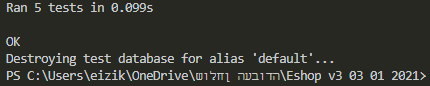 Ran 5 tests in 0.099s
OK
Destroying test database for alias 'default'...
PS C:\Users\eizik\OneDrive\שולחן העבודה\Eshop v3 03 01 2021>